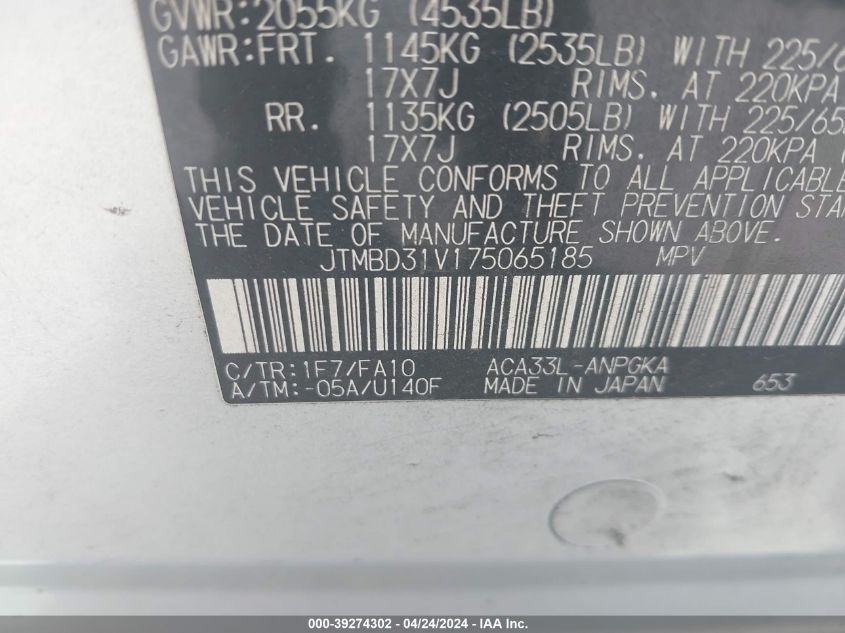 GVWR:2055KG (4535LB)
GAWR:FRT. 1145KG (2535LB) WITH 225/6
17X7J RIMS. AT 220KPA
RR. 1135KG (2505LB) WITH 225/65
17X7J RIMS. AT 220KPA (
THIS VEHICLE CONFORMS TO ALL APPLICABLE
VEHICLE SAFETY AND THEFT PREVENTION STA
THE DATE OF MANUFACTURE SHOWN ABOVE.
JTMBD31V175065185 MPV
C/TR:1F7/FA10 ACA33L-ANPGKA
A/TM:-05A/U140F MADE IN JAPAN 653
000-39274302 - 04/24/2024 - IAA Inc.